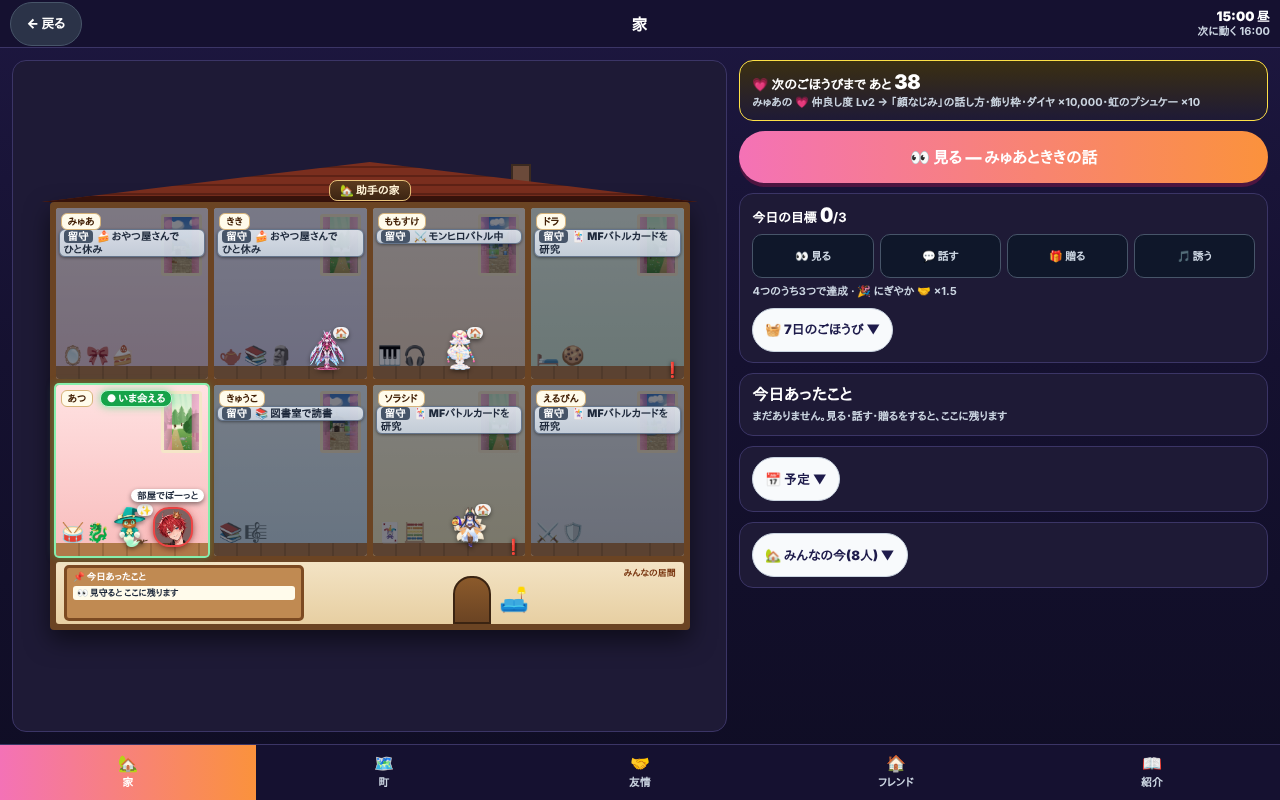 ← 戻る
家
15:00 昼
次に動く 16:00
🏡 助手の家
みゅあ
留守 🍰 おやつ屋さんで
ひと休み
きき
留守 🍰 おやつ屋さんで
ひと休み
ももすけ
留守 ⚔️ モンヒロバトル中
ドラ
留守 🃏 MFバトルカードを
研究
あつ
● いま会える
部屋でぼーっと
きゅうこ
留守 📚 図書室で読書
ソラシド
留守 🃏 MFバトルカードを
研究
えるぴん
留守 🃏 MFバトルカードを
研究
📌 今日あったこと
👀 見守るとここに残ります
みんなの居間
💗 次のごほうびまで あと 38
みゅあの 💗 仲良し度 Lv2 → 「顔なじみ」の話し方・飾り枠・ダイヤ ×10,000・虹のプシュケー ×10
👀 見る — みゅあとききの話
今日の目標 0/3
👀 見る
💬 話す
🎁 贈る
🎵 誘う
4つのうち3つで達成 · 🎉 にぎやか 🤝 ×1.5
🧺 7日のごほうび ▼
今日あったこと
まだありません。見る・話す・贈るをすると、ここに残ります
📅 予定 ▼
🏡 みんなの今(8人) ▼
家
町
友情
フレンド
紹介